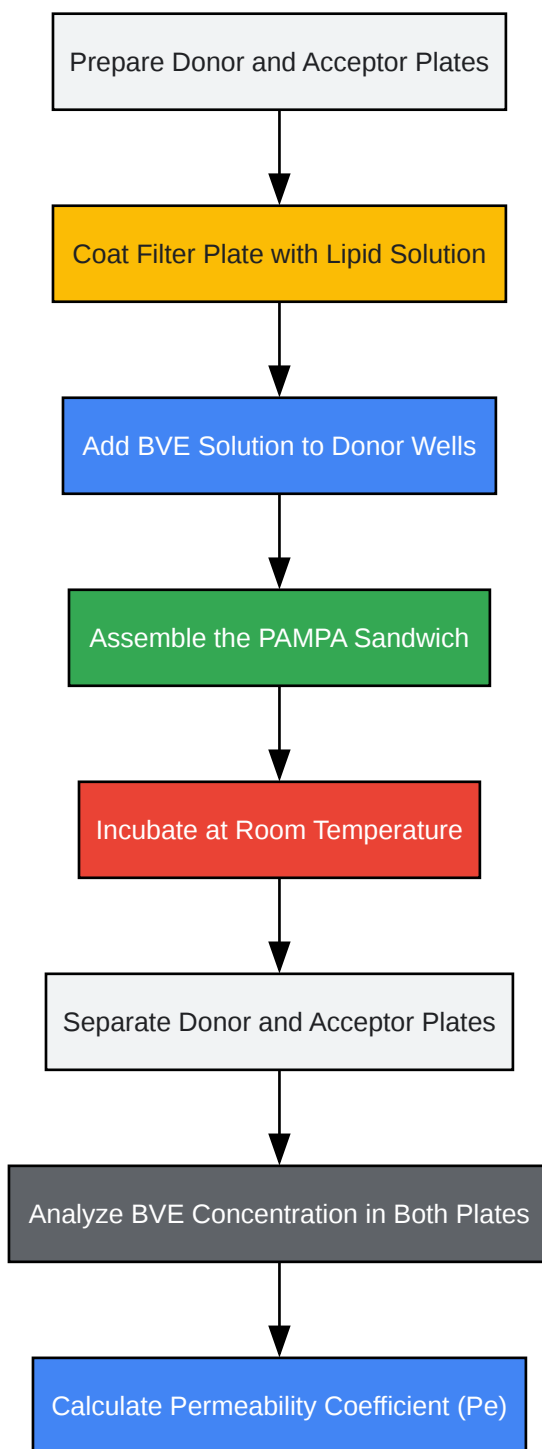 Prepare Donor and Acceptor Plates
Coat Filter Plate with Lipid Solution
Add BVE Solution to Donor Wells
Assemble the PAMPA Sandwich
Incubate at Room Temperature
Separate Donor and Acceptor Plates
Analyze BVE Concentration in Both Plates
Calculate Permeability Coefficient (Pe)